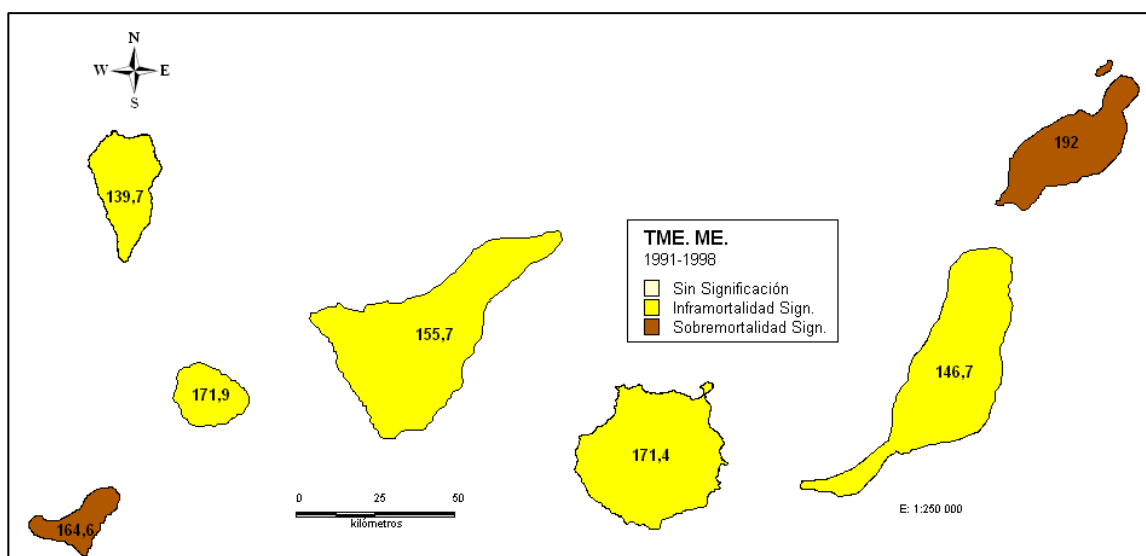 N
W E
S
192
139,7
TME. ME.
1991-1998
Sin Significación
Inframortalidad Sign.
Sobremortalidad Sign.
155,7
146,7
171,9
171,4
0 25 50
kilómetros
E: 1:250 000
164,6